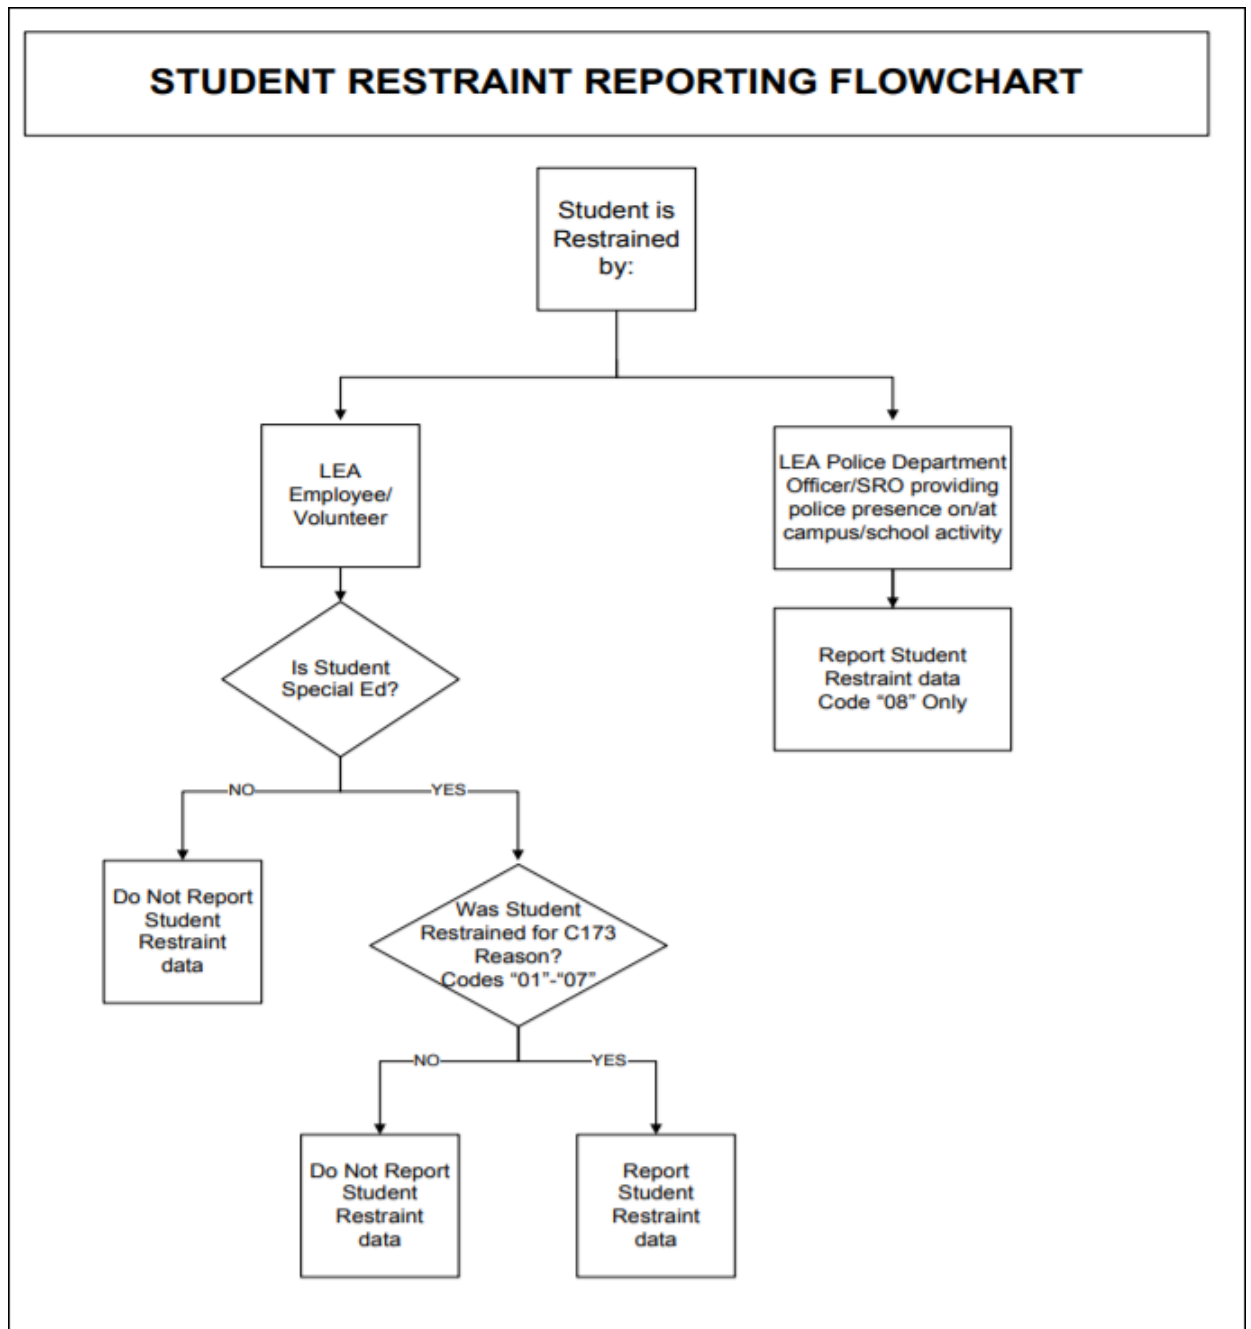 STUDENT RESTRAINT REPORTING FLOWCHART
Student is
Restrained
by:
LEA
Employee/
Volunteer
LEA Police Department
Officer/SRO providing
police presence on/at
campus/school activity
Is Student
Special Ed?
Report Student
Restraint data
Code “08” Only
NO
YES
Do Not Report
Student
Restraint
data
Was Student
Restrained for C173
Reason?
Codes “01”-“07”
NO
YES
Do Not Report
Student
Restraint
data
Report
Student
Restraint
data